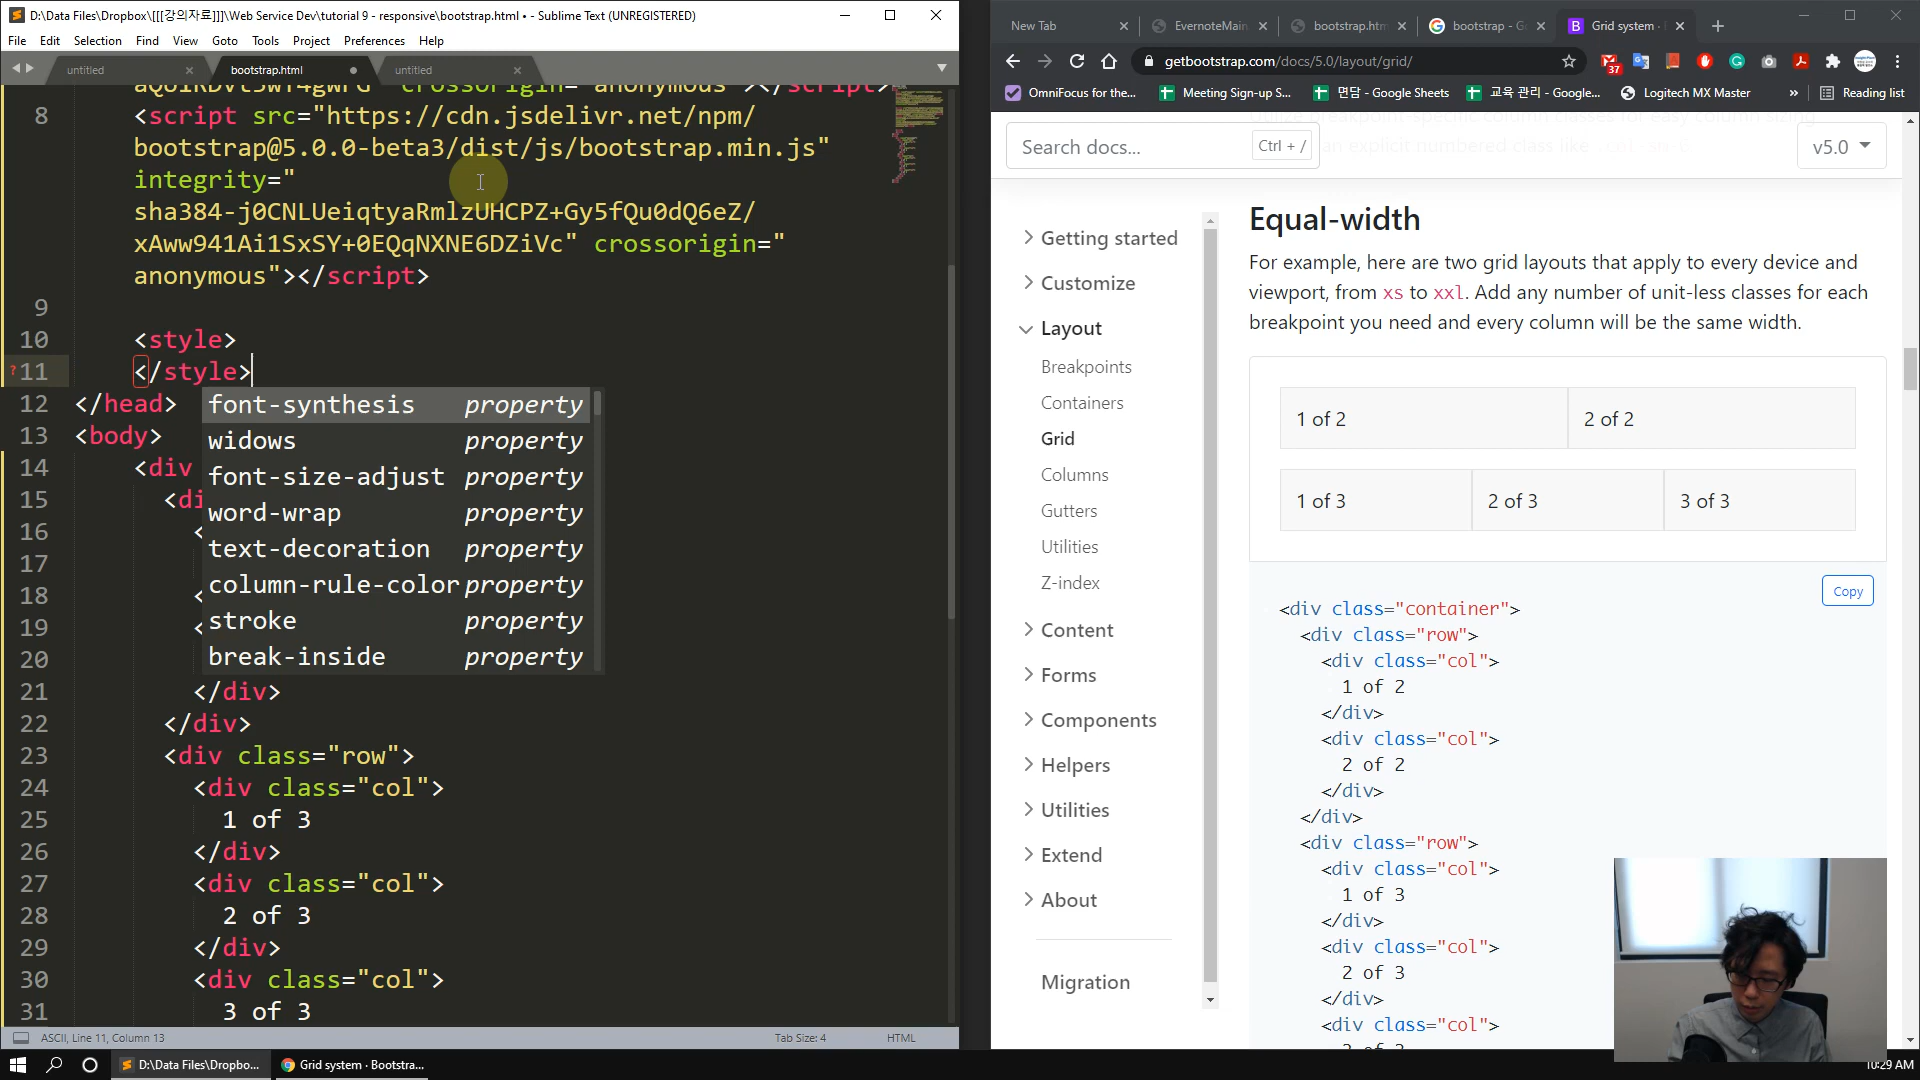 D:\Data Files\Dropbox\[[[강의자료]]]\Web Service Dev\tutorial 9 - responsive\bootstrap.html • - Sublime Text (UNREGISTERED)
File Edit Selection Find View Goto Tools Project Preferences Help
untitled bootstrap.html untitled
8 <script src="https://cdn.jsdelivr.net/npm/
bootstrap@5.0.0-beta3/dist/js/bootstrap.min.js"
integrity="
sha384-j0CNLUeiqtyaRmlzUHCPZ+Gy5fQu0dQ6eZ/
xAww941Ai1SxSY+0EQqNXNE6DZiVc" crossorigin="
anonymous"></script>
9
10 <style>
11 </style>
12 </head>
13 <body>
14 <div
15 <di
16 <
17
18 <
19 <
20
21 </div>
22 </div>
23 <div class="row">
24 <div class="col">
25 1 of 3
26 </div>
27 <div class="col">
28 2 of 3
29 </div>
30 <div class="col">
31 3 of 3
font-synthesis property
widows property
font-size-adjust property
word-wrap property
text-decoration property
column-rule-color property
stroke property
break-inside property
ASCII, Line 11, Column 13 Tab Size: 4 HTML
New Tab EvernoteMain bootstrap.htm bootstrap - G Grid system ·
getbootstrap.com/docs/5.0/layout/grid/
37
OmniFocus for the... Meeting Sign-up S... 면담 - Google Sheets 교육 관리 - Google... Logitech MX Master » Reading list
Search docs... Ctrl + / v5.0
Getting started
Customize
Layout
Breakpoints
Containers
Grid
Columns
Gutters
Utilities
Z-index
Content
Forms
Components
Helpers
Utilities
Extend
About
Migration
Equal-width
For example, here are two grid layouts that apply to every device and
viewport, from xs to xxl. Add any number of unit-less classes for each
breakpoint you need and every column will be the same width.
1 of 2 2 of 2
1 of 3 2 of 3 3 of 3
Copy
<div class="container">
<div class="row">
<div class="col">
1 of 2
</div>
<div class="col">
2 of 2
</div>
</div>
<div class="row">
<div class="col">
1 of 3
</div>
<div class="col">
2 of 3
</div>
<div class="col">
D:\Data Files\Dropbo... Grid system · Bootstra... 10:29 AM